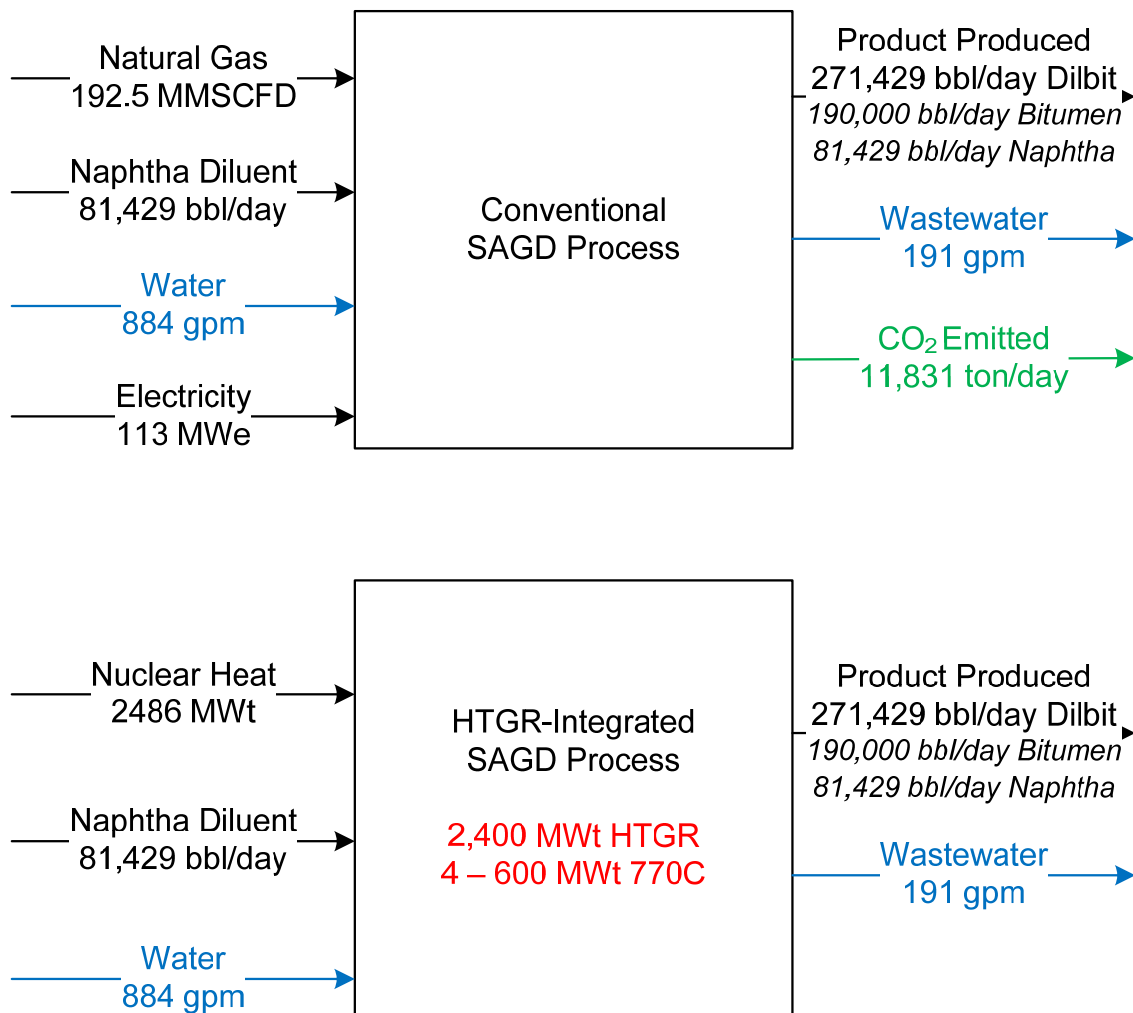 Natural Gas
192.5 MMSCFD
Naphtha Diluent
81,429 bbl/day
Water
884 gpm
Electricity
113 MWe
Conventional
SAGD Process
Product Produced
271,429 bbl/day Dilbit
190,000 bbl/day Bitumen
81,429 bbl/day Naphtha
Wastewater
191 gpm
CO₂ Emitted
11,831 ton/day
Nuclear Heat
2486 MWt
Naphtha Diluent
81,429 bbl/day
Water
884 gpm
HTGR-Integrated
SAGD Process
2,400 MWt HTGR
4 – 600 MWt 770C
Product Produced
271,429 bbl/day Dilbit
190,000 bbl/day Bitumen
81,429 bbl/day Naphtha
Wastewater
191 gpm